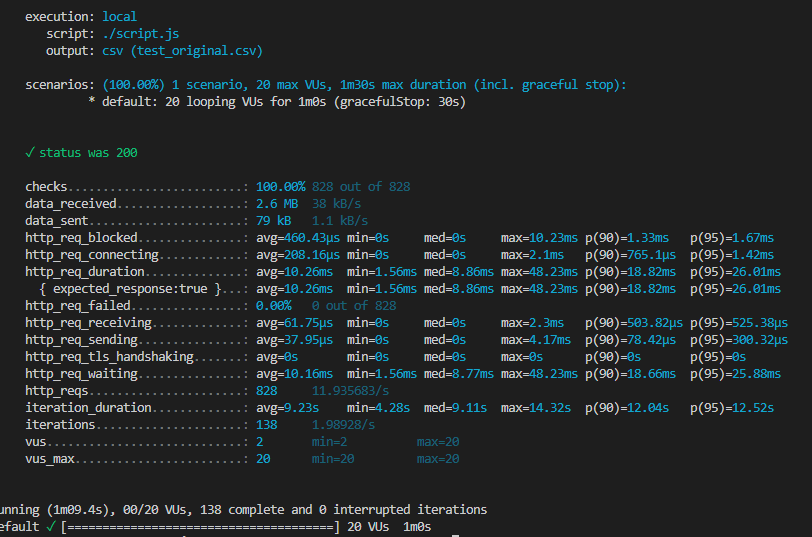 execution: local
script: ./script.js
output: csv (test_original.csv)
scenarios: (100.00%) 1 scenario, 20 max VUs, 1m30s max duration (incl. graceful stop):
* default: 20 looping VUs for 1m0s (gracefulStop: 30s)
✓ status was 200
checks.........................: 100.00% 828 out of 828
data_received..................: 2.6 MB 38 kB/s
data_sent......................: 79 kB 1.1 kB/s
http_req_blocked...............: avg=460.43µs min=0s med=0s max=10.23ms p(90)=1.33ms p(95)=1.67ms
http_req_connecting............: avg=208.16µs min=0s med=0s max=2.1ms p(90)=765.1µs p(95)=1.42ms
http_req_duration..............: avg=10.26ms min=1.56ms med=8.86ms max=48.23ms p(90)=18.82ms p(95)=26.01ms
{ expected_response:true }...: avg=10.26ms min=1.56ms med=8.86ms max=48.23ms p(90)=18.82ms p(95)=26.01ms
http_req_failed................: 0.00% 0 out of 828
http_req_receiving.............: avg=61.75µs min=0s med=0s max=2.3ms p(90)=503.82µs p(95)=525.38µs
http_req_sending...............: avg=37.95µs min=0s med=0s max=4.17ms p(90)=78.42µs p(95)=300.32µs
http_req_tls_handshaking.......: avg=0s min=0s med=0s max=0s p(90)=0s p(95)=0s
http_req_waiting...............: avg=10.16ms min=1.56ms med=8.77ms max=48.23ms p(90)=18.66ms p(95)=25.88ms
http_reqs......................: 828 11.935683/s
iteration_duration.............: avg=9.23s min=4.28s med=9.11s max=14.32s p(90)=12.04s p(95)=12.52s
iterations.....................: 138 1.98928/s
vus............................: 2 min=2 max=20
vus_max........................: 20 min=20 max=20
unning (1m09.4s), 00/20 VUs, 138 complete and 0 interrupted iterations
efault ✓ [======================================] 20 VUs 1m0s